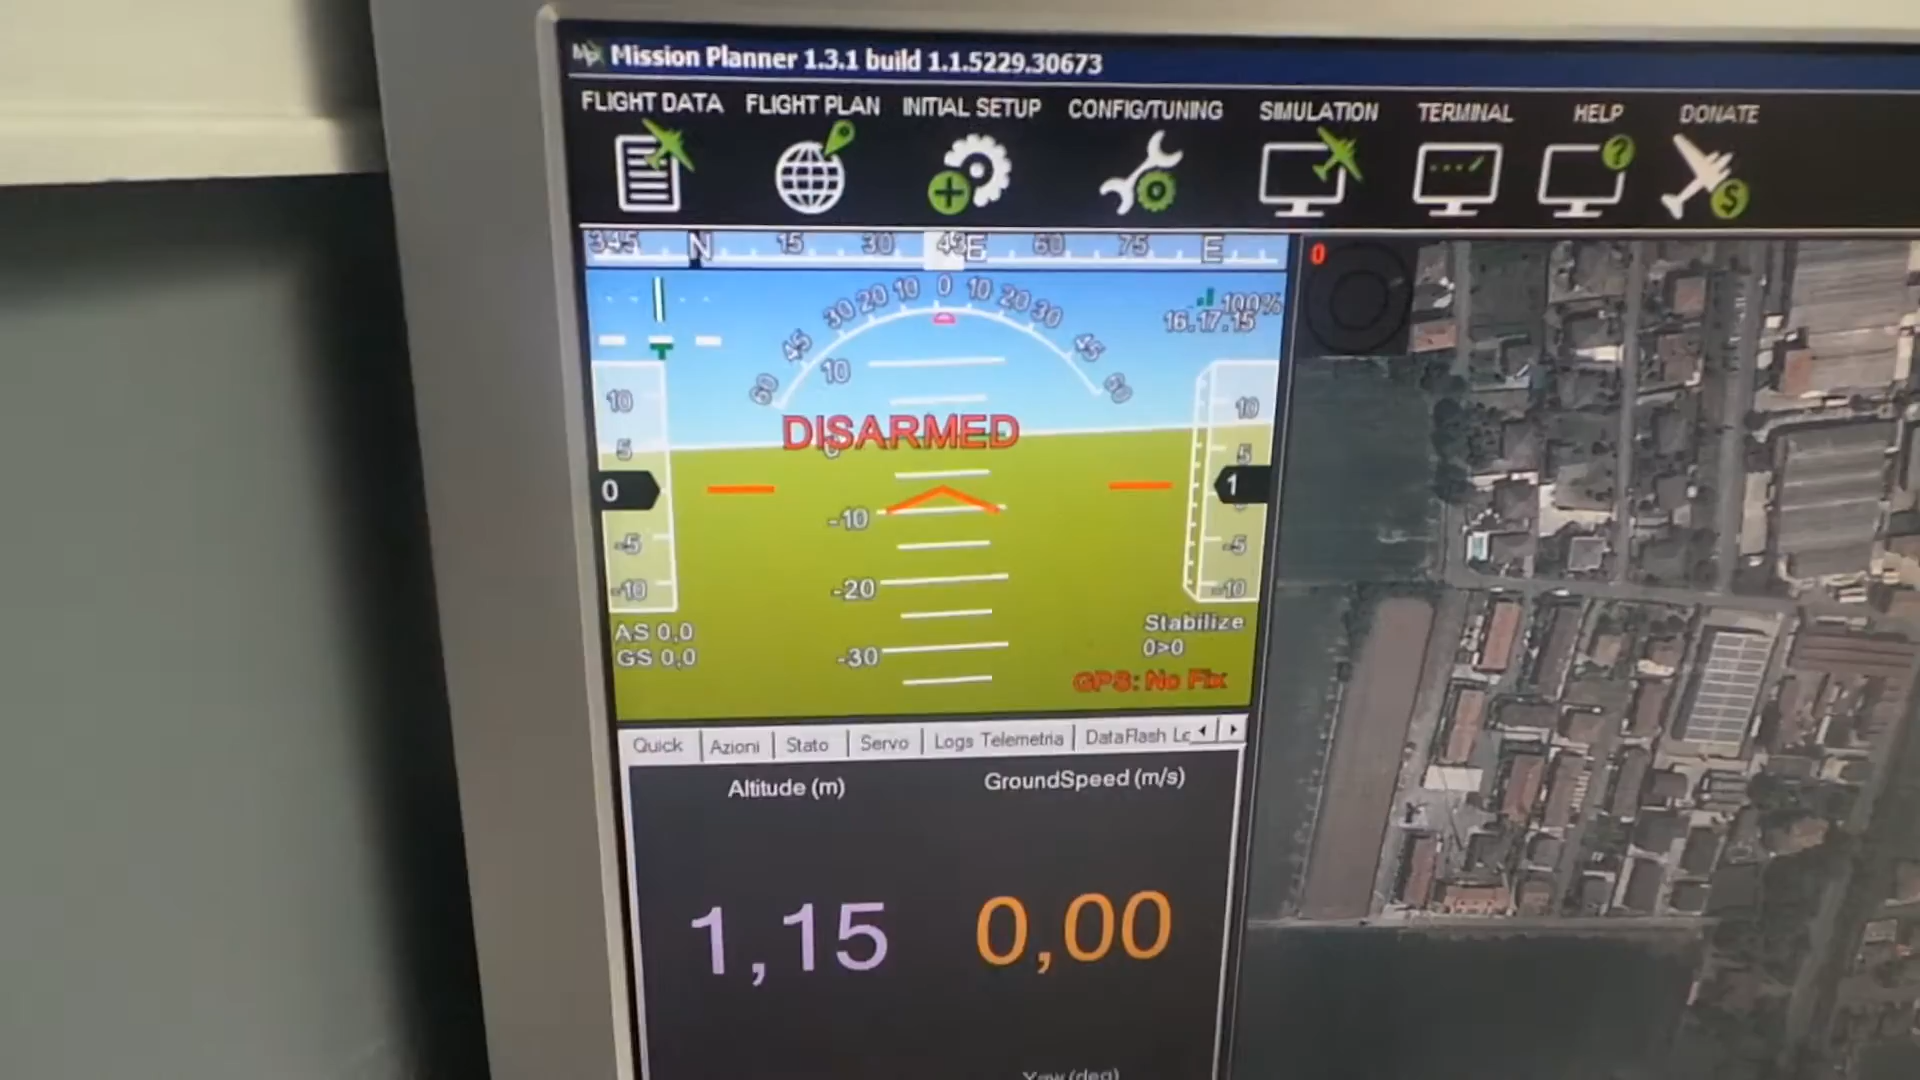 Mission Planner 1.3.1 build 1.1.5229.30673
FLIGHT DATA FLIGHT PLAN INITIAL SETUP CONFIG/TUNING SIMULATION TERMINAL HELP DONATE
345 N 15 30 43 E 60 75 E
0
60 45 30 20 10 0 10 20 30 45 60
100%
16.17.15
10
DISARMED
0
-10
-20
-30
10
5
0
-5
-10
10
5
1
-5
-10
AS 0,0
GS 0,0
Stabilize
0>0
GPS: No Fix
Quick Azioni Stato Servo Logs Telemetria DataFlash Lo
Altitude (m) GroundSpeed (m/s)
1,15 0,00
Yaw (deg)